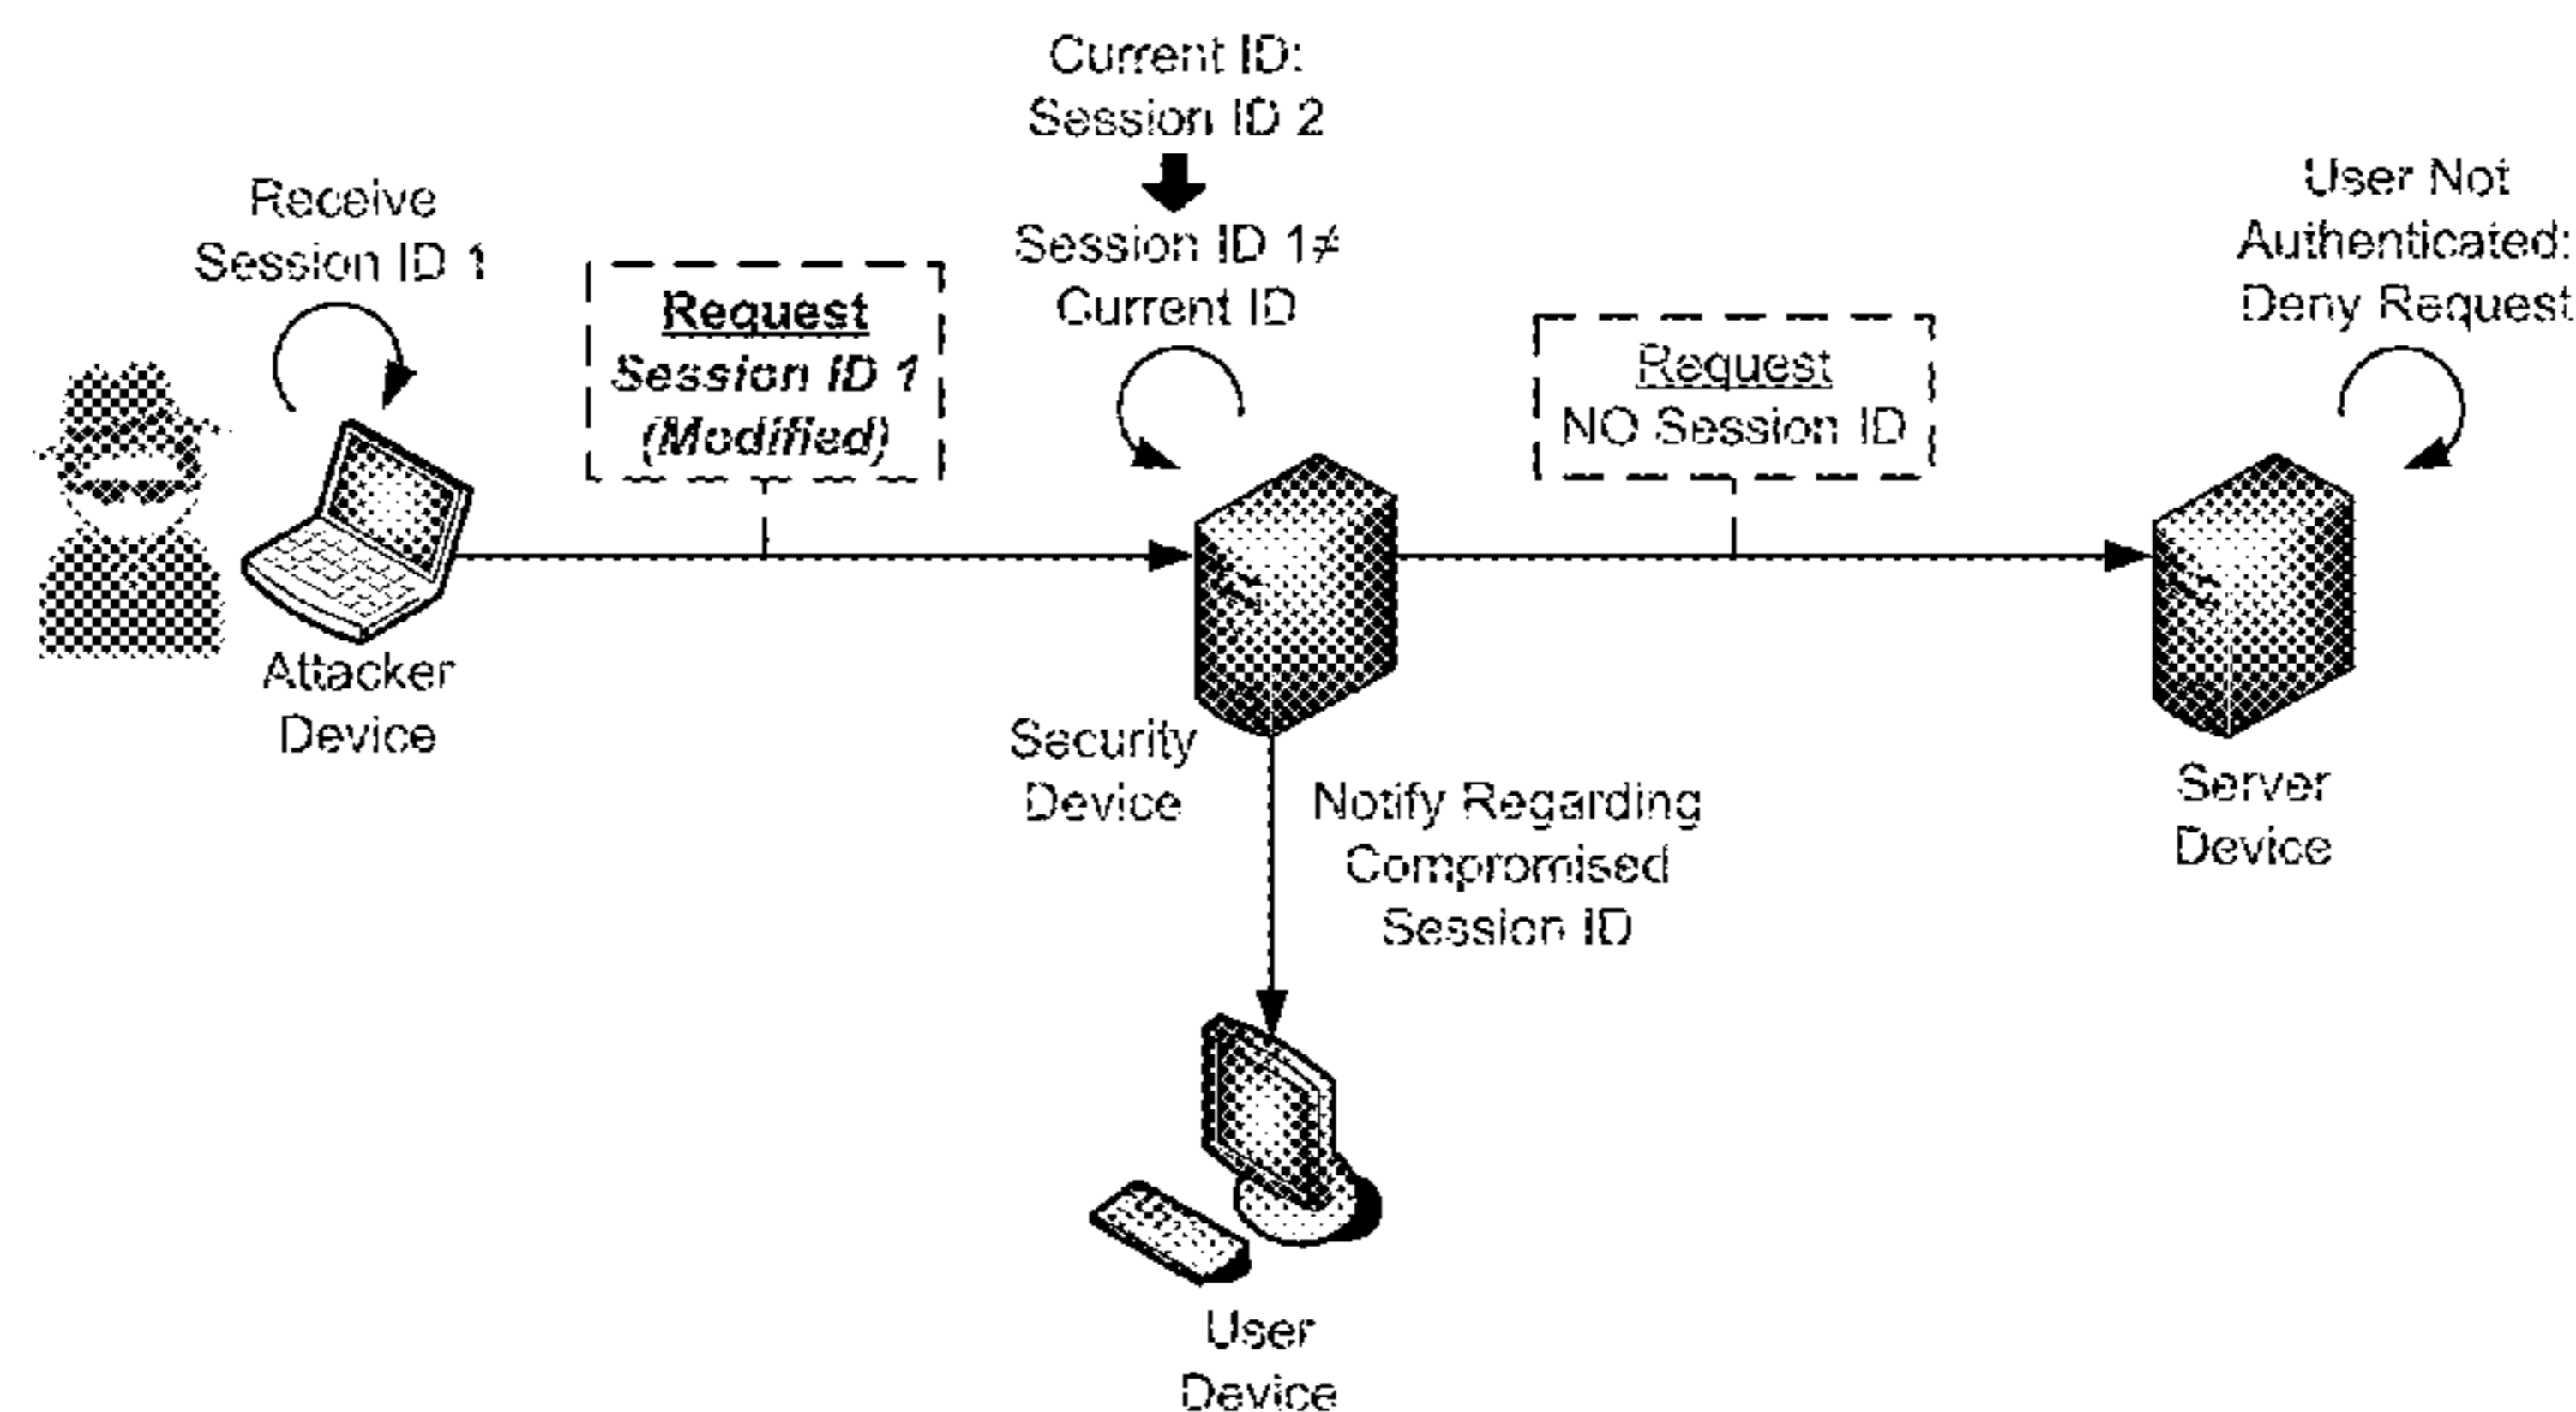 Current ID:
Session ID 2
Session ID 1≠
Current ID
Receive
Session ID 1
Request
Session ID 1
(Modified)
Request
NO Session ID
User Not
Authenticated:
Deny Request
Attacker
Device
Security
Device
Notify Regarding
Compromised
Session ID
Server
Device
User
Device